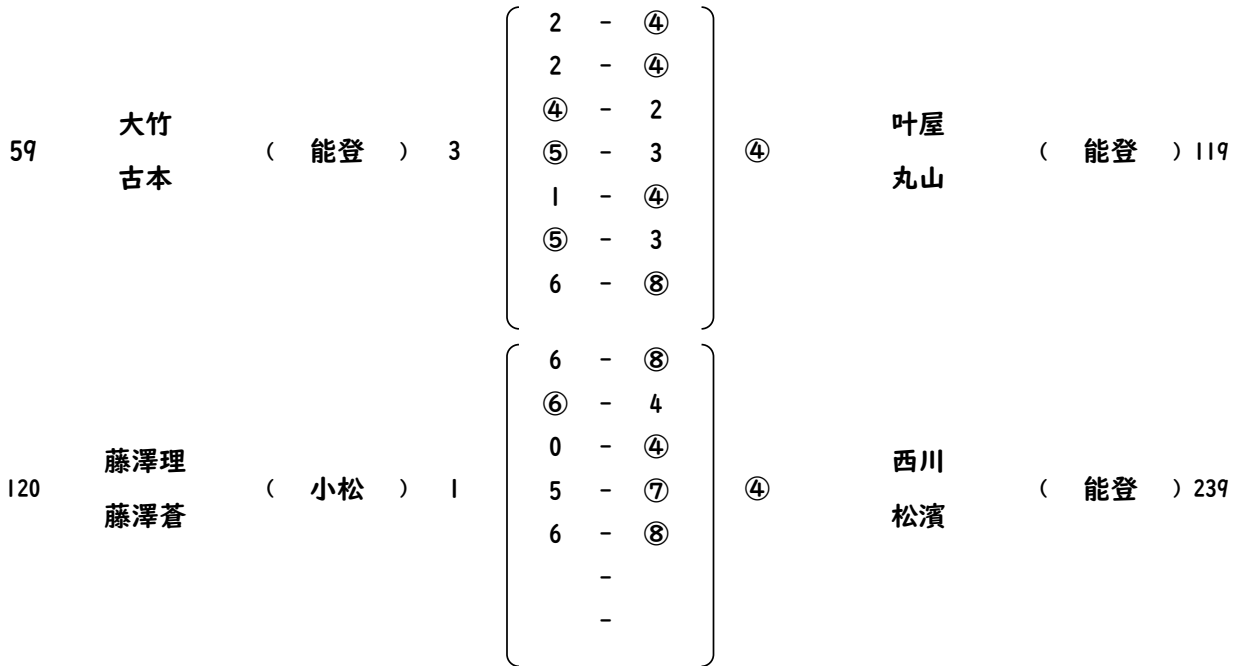 2 - ④
2 - ④
④ - 2
大竹 叶屋
59 ( 能登 ) 3 ⑤ - 3 ④ ( 能登 ) 119
古本 丸山
1 - ④
⑤ - 3
6 - ⑧
6 - ⑧
⑥ - 4
0 - ④
藤澤理 西川
120 ( 小松 ) 1 5 - ⑦ ④ ( 能登 ) 239
藤澤蒼 松濱
6 - ⑧
-
-